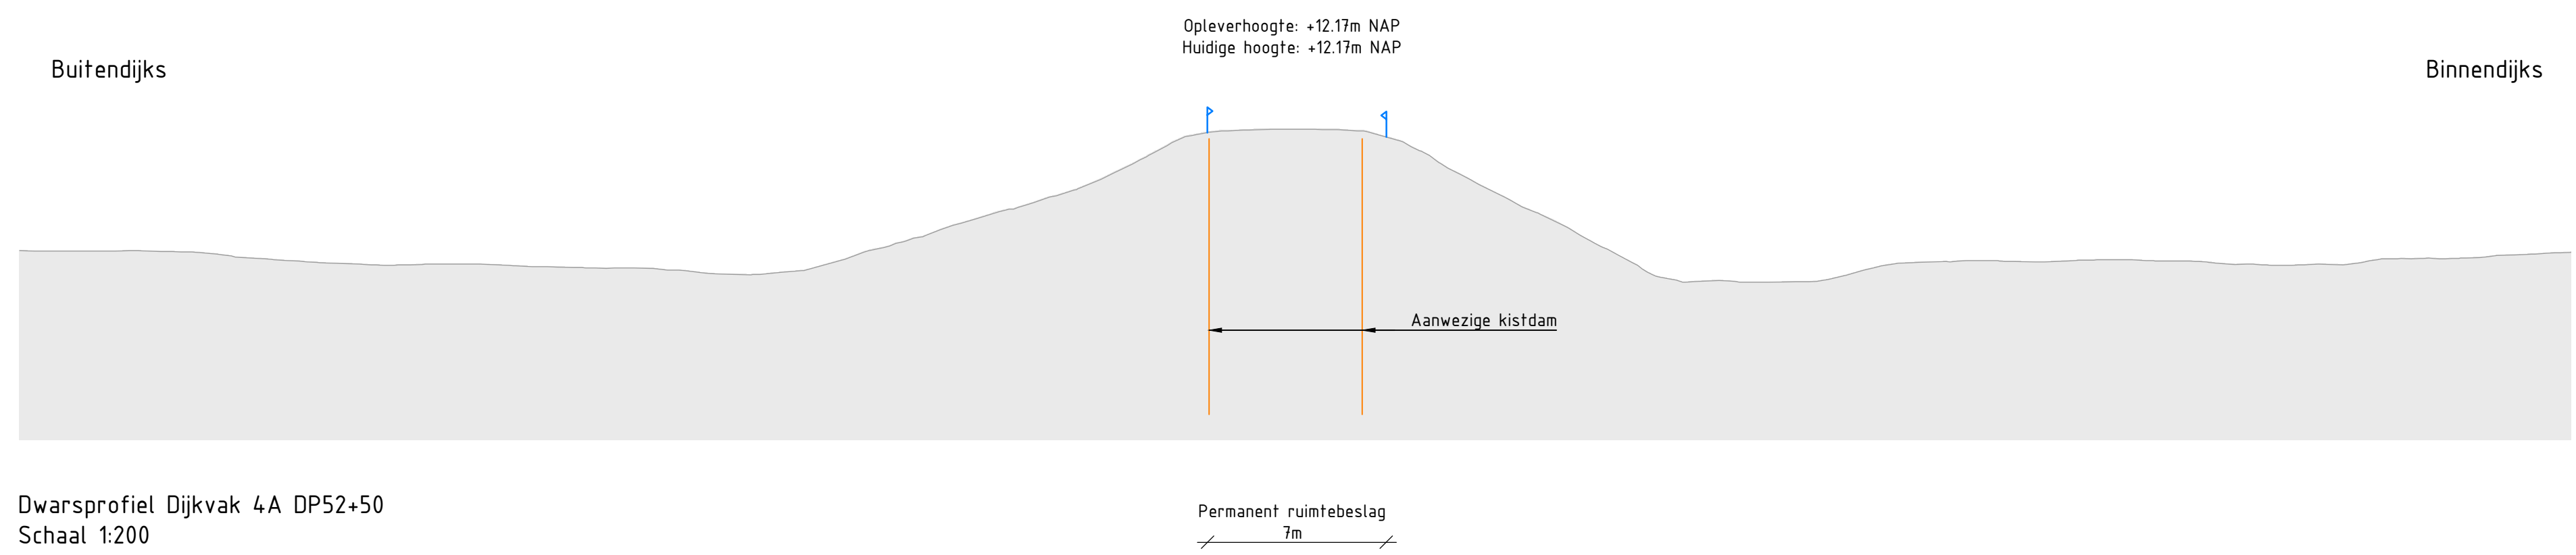 Opleverhoogte: +12.17m NAP
Huidige hoogte: +12.17m NAP
Buitendijks
Binnendijks
Aanwezige kistdam
Dwarsprofiel Dijkvak 4A DP52+50
Schaal 1:200
Permanent ruimtebeslag
7m